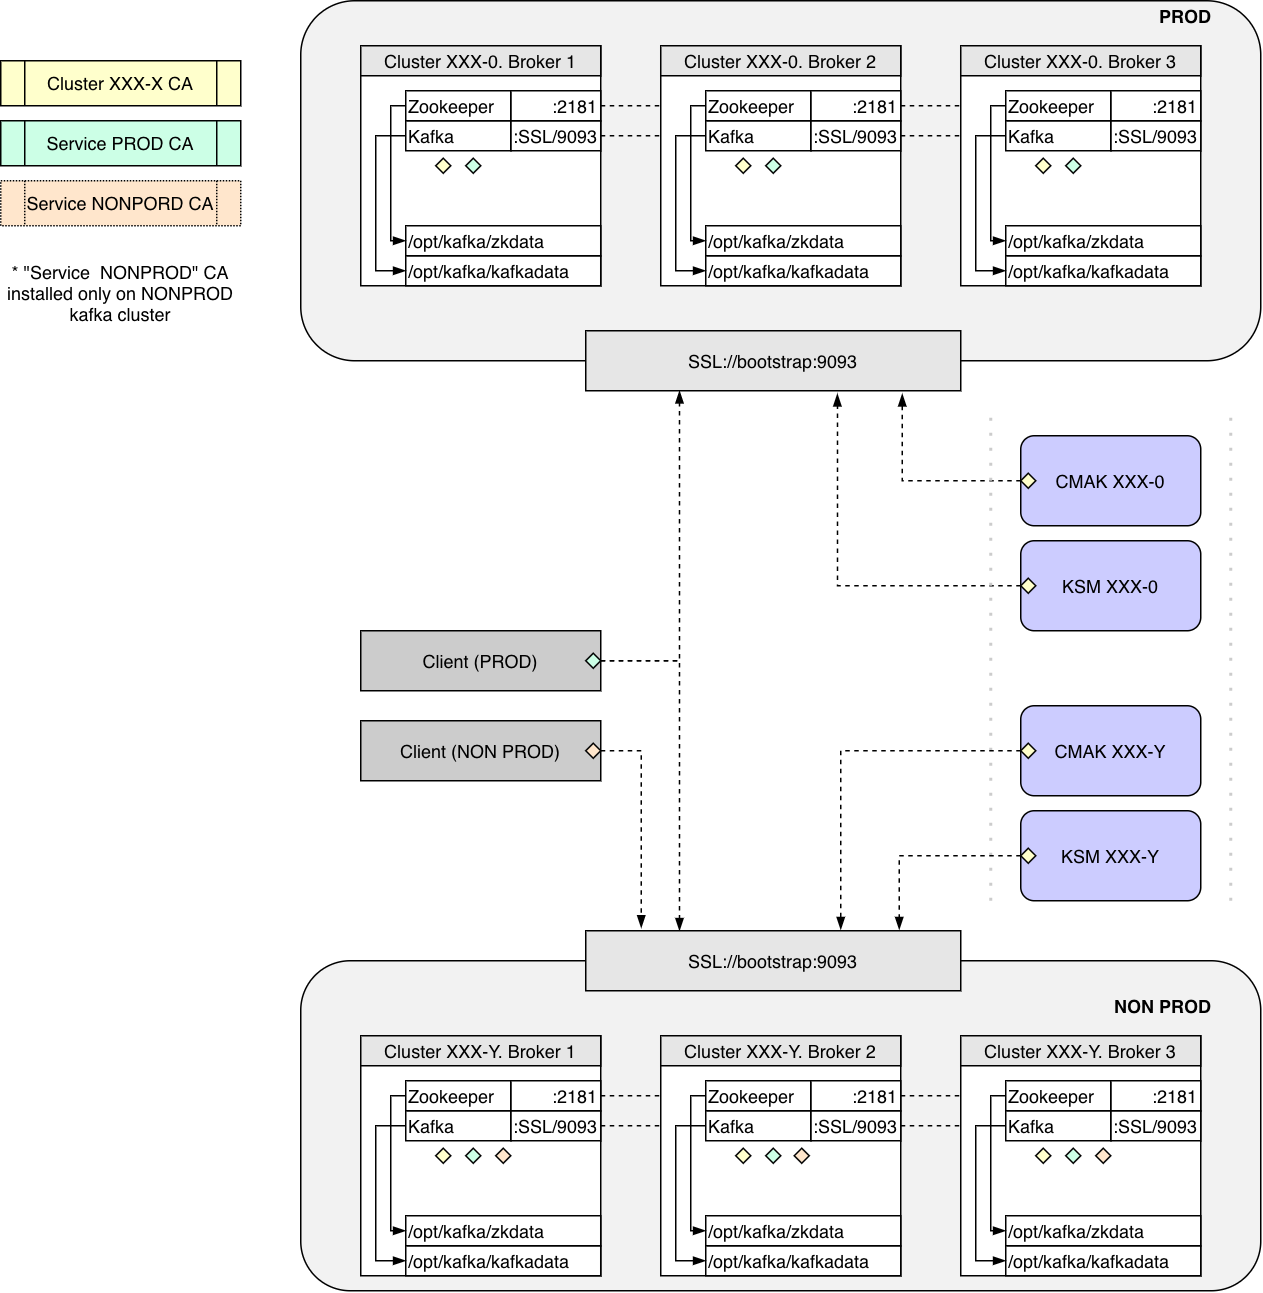 PROD
Cluster XXX-X CA
Service PROD CA
Service NONPORD CA
* "Service  NONPROD" CA
installed only on NONPROD
kafka cluster
Cluster XXX-0. Broker 1
Zookeeper
:2181
Kafka
:SSL/9093
/opt/kafka/zkdata
/opt/kafka/kafkadata
Cluster XXX-0. Broker 2
Zookeeper
:2181
Kafka
:SSL/9093
/opt/kafka/zkdata
/opt/kafka/kafkadata
Cluster XXX-0. Broker 3
Zookeeper
:2181
Kafka
:SSL/9093
/opt/kafka/zkdata
/opt/kafka/kafkadata
SSL://bootstrap:9093
CMAK XXX-0
KSM XXX-0
Client (PROD)
Client (NON PROD)
CMAK XXX-Y
KSM XXX-Y
SSL://bootstrap:9093
NON PROD
Cluster XXX-Y. Broker 1
Zookeeper
:2181
Kafka
:SSL/9093
/opt/kafka/zkdata
/opt/kafka/kafkadata
Cluster XXX-Y. Broker 2
Zookeeper
:2181
Kafka
:SSL/9093
/opt/kafka/zkdata
/opt/kafka/kafkadata
Cluster XXX-Y. Broker 3
Zookeeper
:2181
Kafka
:SSL/9093
/opt/kafka/zkdata
/opt/kafka/kafkadata